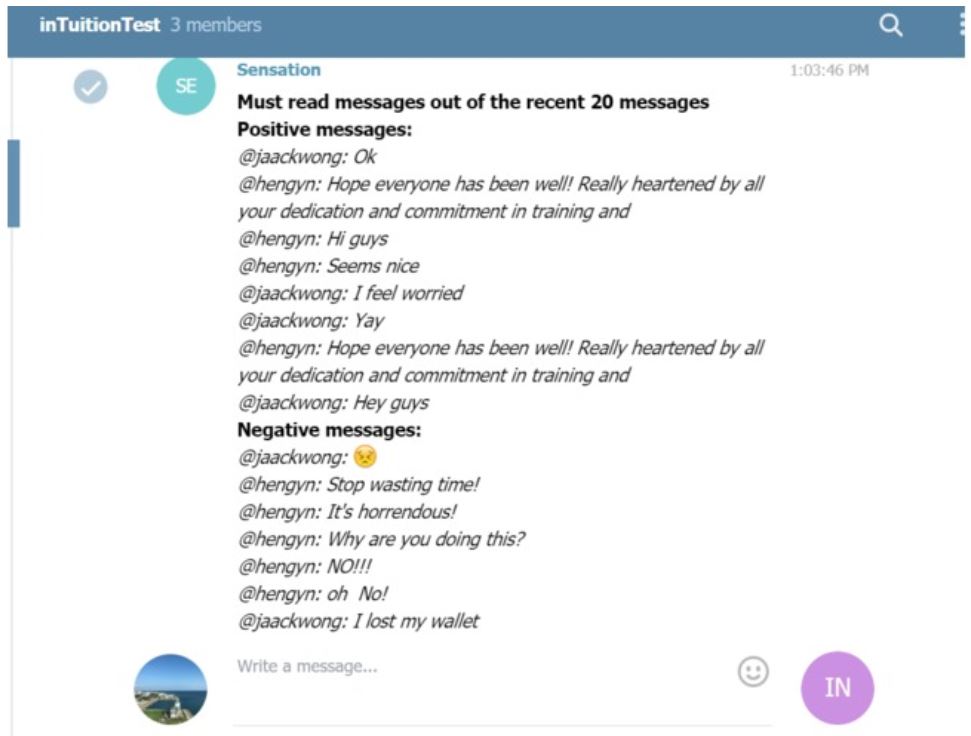 inTuitionTest 3 members
SE
Sensation 1:03:46 PM
Must read messages out of the recent 20 messages
Positive messages:
@jaackwong: Ok
@hengyn: Hope everyone has been well! Really heartened by all
your dedication and commitment in training and
@hengyn: Hi guys
@hengyn: Seems nice
@jaackwong: I feel worried
@jaackwong: Yay
@hengyn: Hope everyone has been well! Really heartened by all
your dedication and commitment in training and
@jaackwong: Hey guys
Negative messages:
@jaackwong: 😣
@hengyn: Stop wasting time!
@hengyn: It's horrendous!
@hengyn: Why are you doing this?
@hengyn: NO!!!
@hengyn: oh  No!
@jaackwong: I lost my wallet
Write a message...
IN